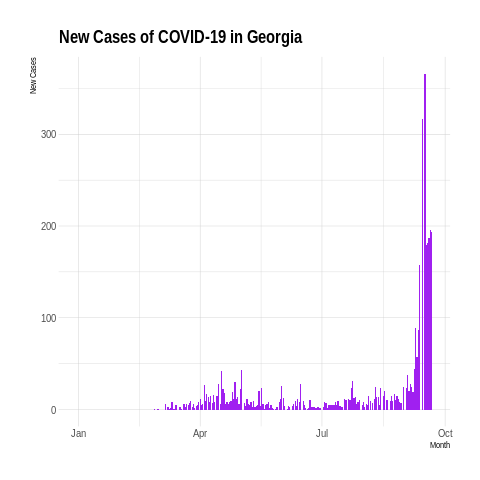 New Cases of COVID-19 in Georgia
New Cases
300
200
100
0
Jan Apr Jul Oct
Month